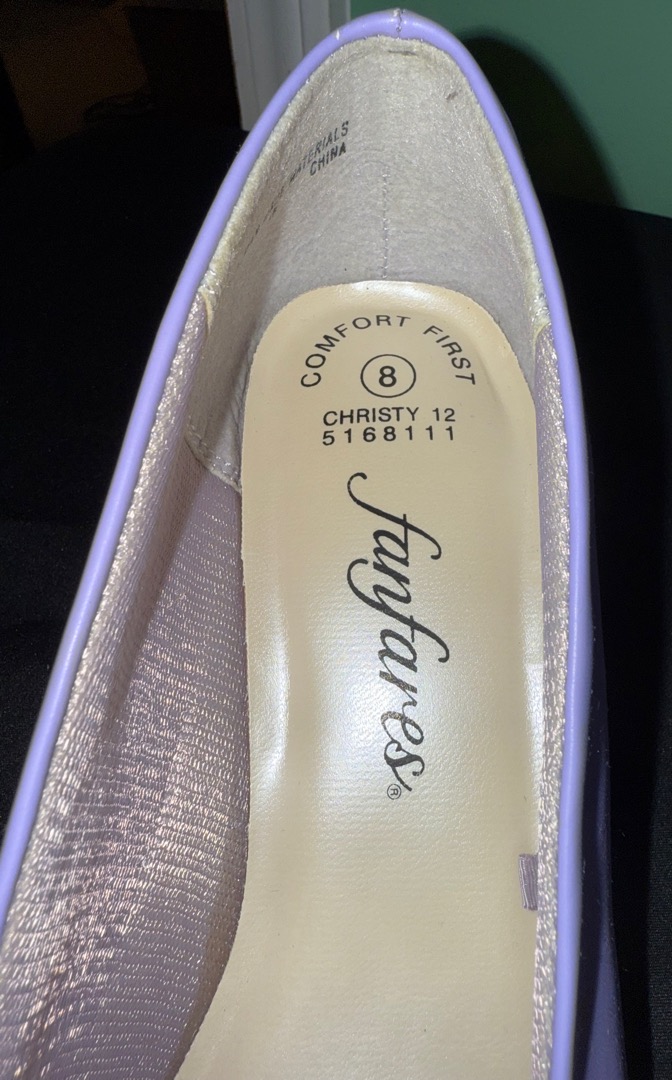 MATERIALS
CHINA
COMFORT FIRST
8
CHRISTY 12
5168111
fanfares®